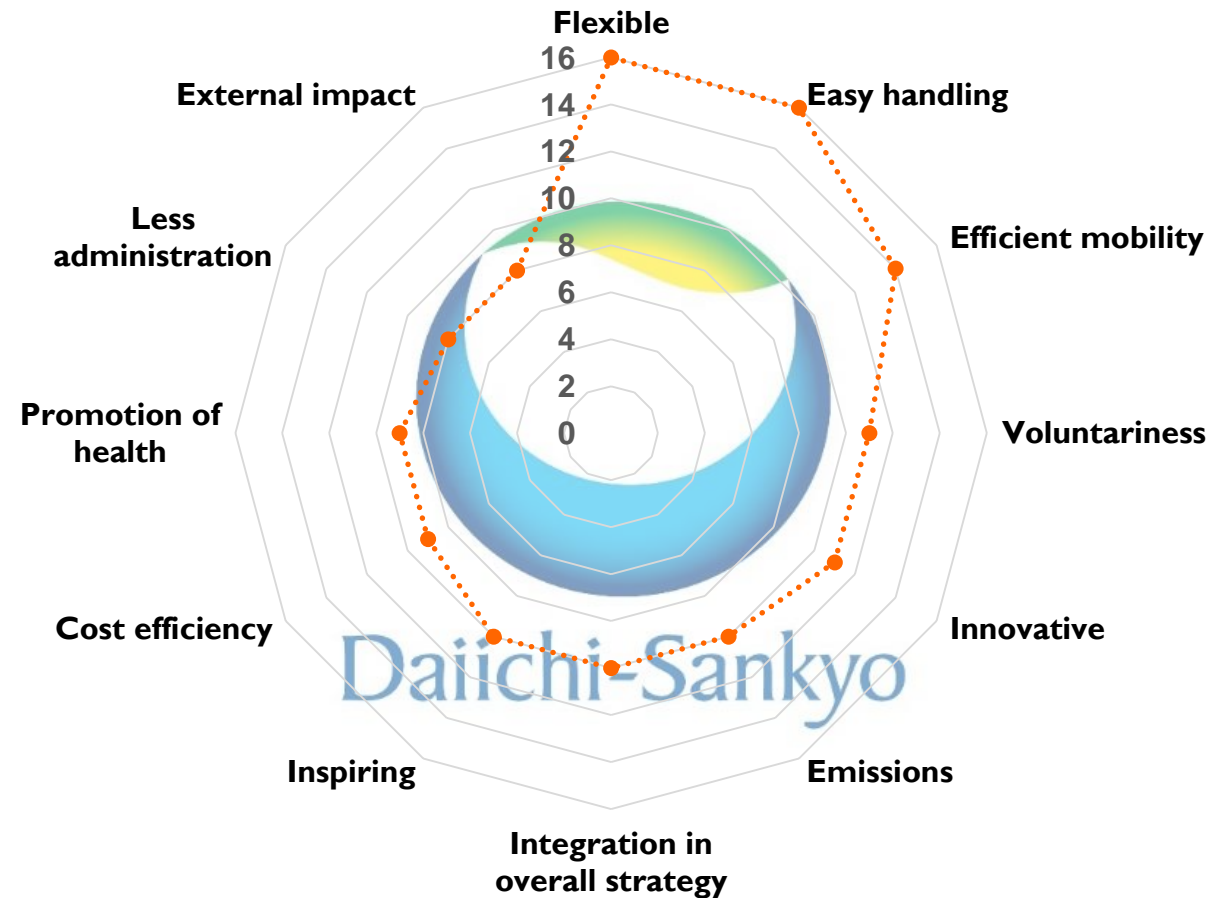 Flexible
16
External impact
Easy handling
14
12
10
Less
administration
Efficient mobility
8
6
4
2
Promotion of
health
0
Voluntariness
Cost efficiency
Innovative
Daiichi-Sankyo
Inspiring
Emissions
Integration in
overall strategy